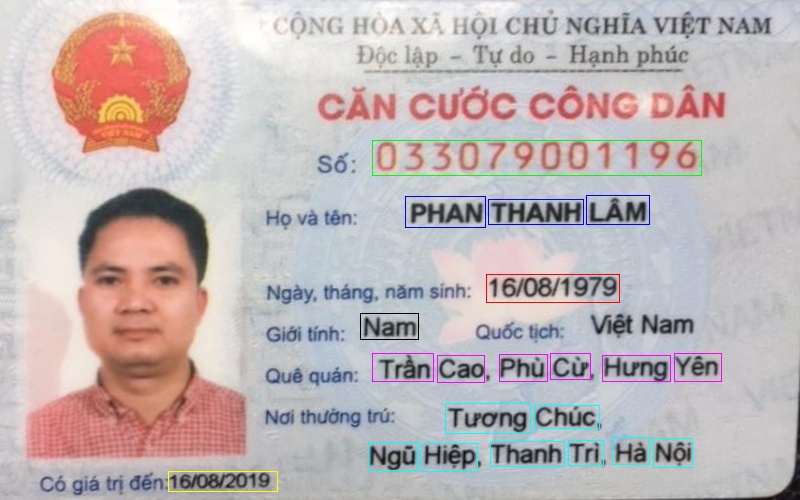 CỘNG HÒA XÃ HỘI CHỦ NGHĨA VIỆT NAM
Độc lập - Tự do - Hạnh phúc
CĂN CƯỚC CÔNG DÂN
Số: 033079001196
Họ và tên: PHAN THANH LÂM
Ngày, tháng, năm sinh: 16/08/1979
Giới tính: Nam Quốc tịch: Việt Nam
Quê quán: Trần Cao, Phù Cừ, Hưng Yên
Nơi thường trú: Tương Chúc,
Ngũ Hiệp, Thanh Trì, Hà Nội
Có giá trị đến: 16/08/2019